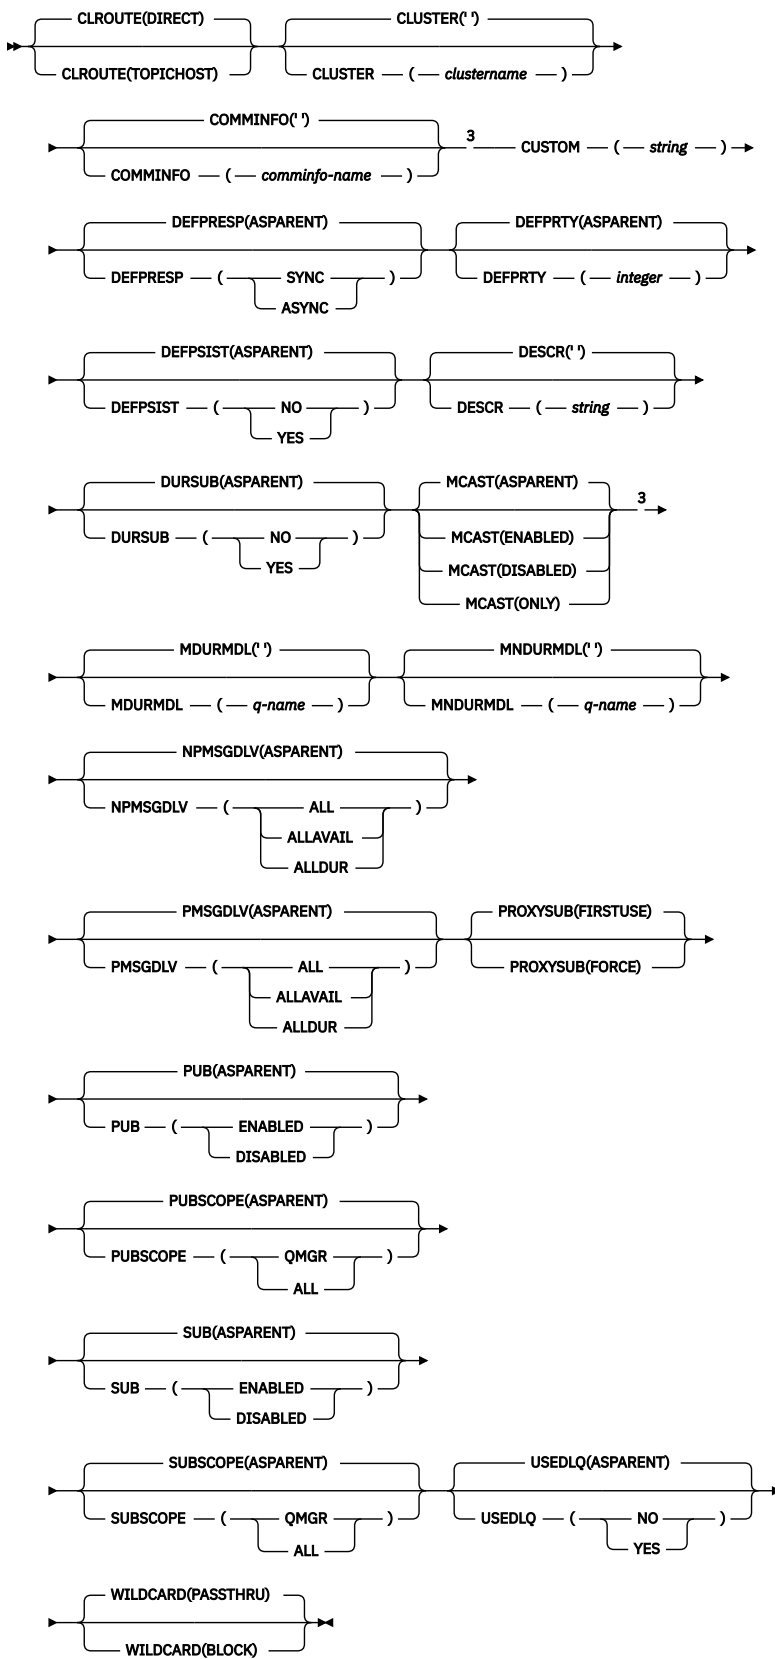 CLROUTE(DIRECT) CLUSTER(' ')
CLROUTE(TOPICHOST) CLUSTER ( clustername )
COMMINFO(' ')
3 CUSTOM ( string )
COMMINFO ( comminfo-name )
DEFPRESP(ASPARENT) DEFPRTY(ASPARENT)
DEFPRESP ( SYNC ) DEFPRTY ( integer )
ASYNC
DEFPSIST(ASPARENT) DESCR(' ')
DEFPSIST ( NO ) DESCR ( string )
YES
DURSUB(ASPARENT) MCAST(ASPARENT)
3
DURSUB ( NO ) MCAST(ENABLED)
YES MCAST(DISABLED)
MCAST(ONLY)
MDURMDL(' ') MNDURMDL(' ')
MDURMDL ( q-name ) MNDURMDL ( q-name )
NPMSGDLV(ASPARENT)
NPMSGDLV ( ALL )
ALLAVAIL
ALLDUR
PMSGDLV(ASPARENT) PROXYSUB(FIRSTUSE)
PMSGDLV ( ALL ) PROXYSUB(FORCE)
ALLAVAIL
ALLDUR
PUB(ASPARENT)
PUB ( ENABLED )
DISABLED
PUBSCOPE(ASPARENT)
PUBSCOPE ( QMGR )
ALL
SUB(ASPARENT)
SUB ( ENABLED )
DISABLED
SUBSCOPE(ASPARENT) USEDLQ(ASPARENT)
SUBSCOPE ( QMGR ) USEDLQ ( NO )
ALL YES
WILDCARD(PASSTHRU)
WILDCARD(BLOCK)